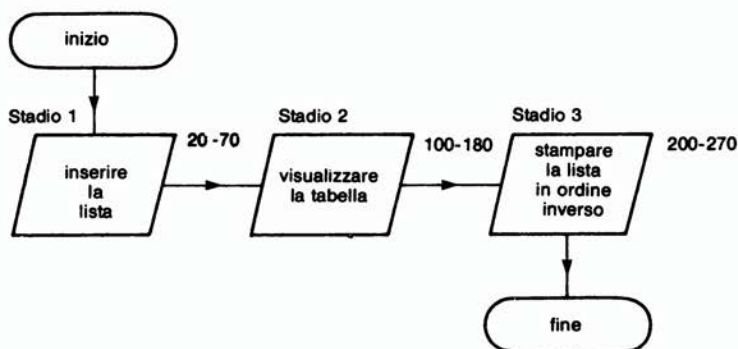 inizio
Stadio 1
20-70
inserire
la
lista
Stadio 2
100-180
visualizzare
la tabella
Stadio 3
200-270
stampare
la lista
in ordine
inverso
fine